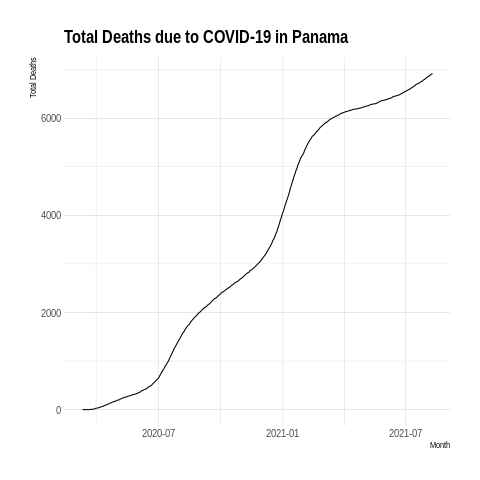 Total Deaths due to COVID-19 in Panama
Total Deaths
6000
4000
2000
0
2020-07
2021-01
2021-07
Month